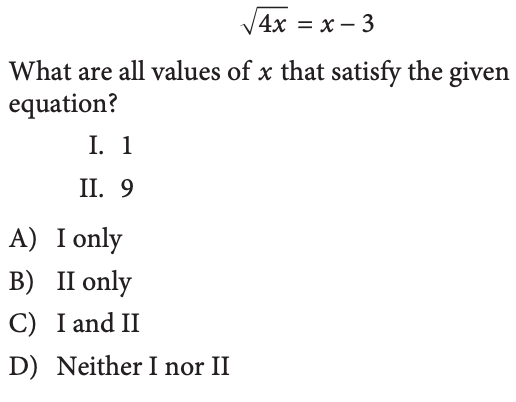 √4x = x – 3
What are all values of x that satisfy the given
equation?
I. 1
II. 9
A) I only
B) II only
C) I and II
D) Neither I nor II